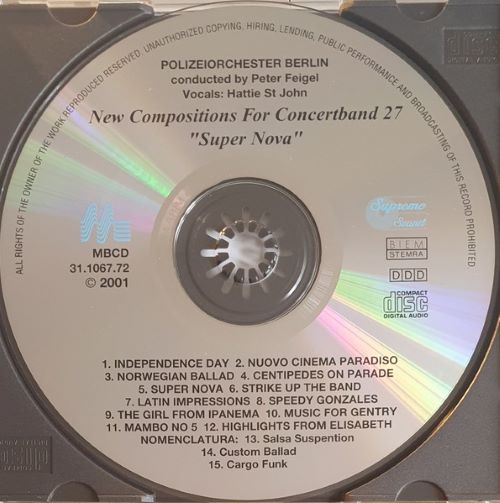 ALL RIGHTS OF THE OWNER OF THE WORK REPRODUCED RESERVED. UNAUTHORIZED COPYING, HIRING, LENDING, PUBLIC PERFORMANCE AND BROADCASTING OF THIS RECORD PROHIBITED
POLIZEIORCHESTER BERLIN
conducted by Peter Feigel
Vocals: Hattie St John
New Compositions For Concertband 27
"Super Nova"
MBCD
31.1067.72
© 2001
Supreme
Sound
BIEM
STEMRA
DDD
COMPACT
disc
DIGITAL AUDIO
1. INDEPENDENCE DAY 2. NUOVO CINEMA PARADISO
3. NORWEGIAN BALLAD 4. CENTIPEDES ON PARADE
5. SUPER NOVA 6. STRIKE UP THE BAND
7. LATIN IMPRESSIONS 8. SPEEDY GONZALES
9. THE GIRL FROM IPANEMA 10. MUSIC FOR GENTRY
11. MAMBO NO 5 12. HIGHLIGHTS FROM ELISABETH
NOMENCLATURA: 13. Salsa Suspention
14. Custom Ballad
15. Cargo Funk